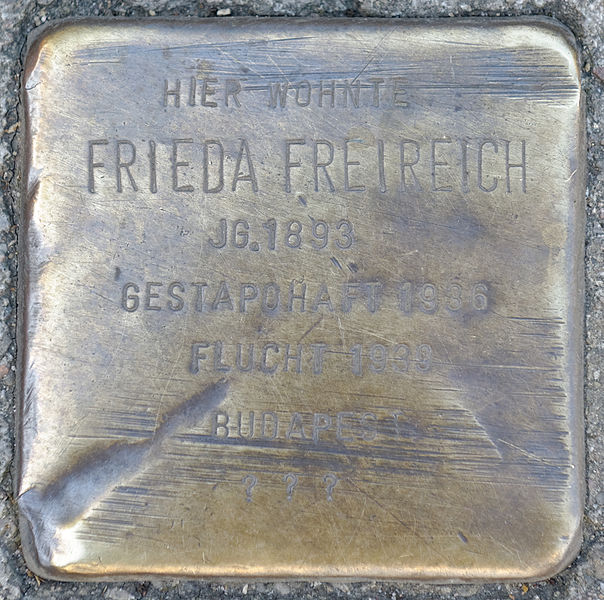 HIER WOHNTE
FRIEDA FREIREICH
JG. 1893
GESTAPOHAFT 1936
FLUCHT 1939
BUDAPEST
? ? ?